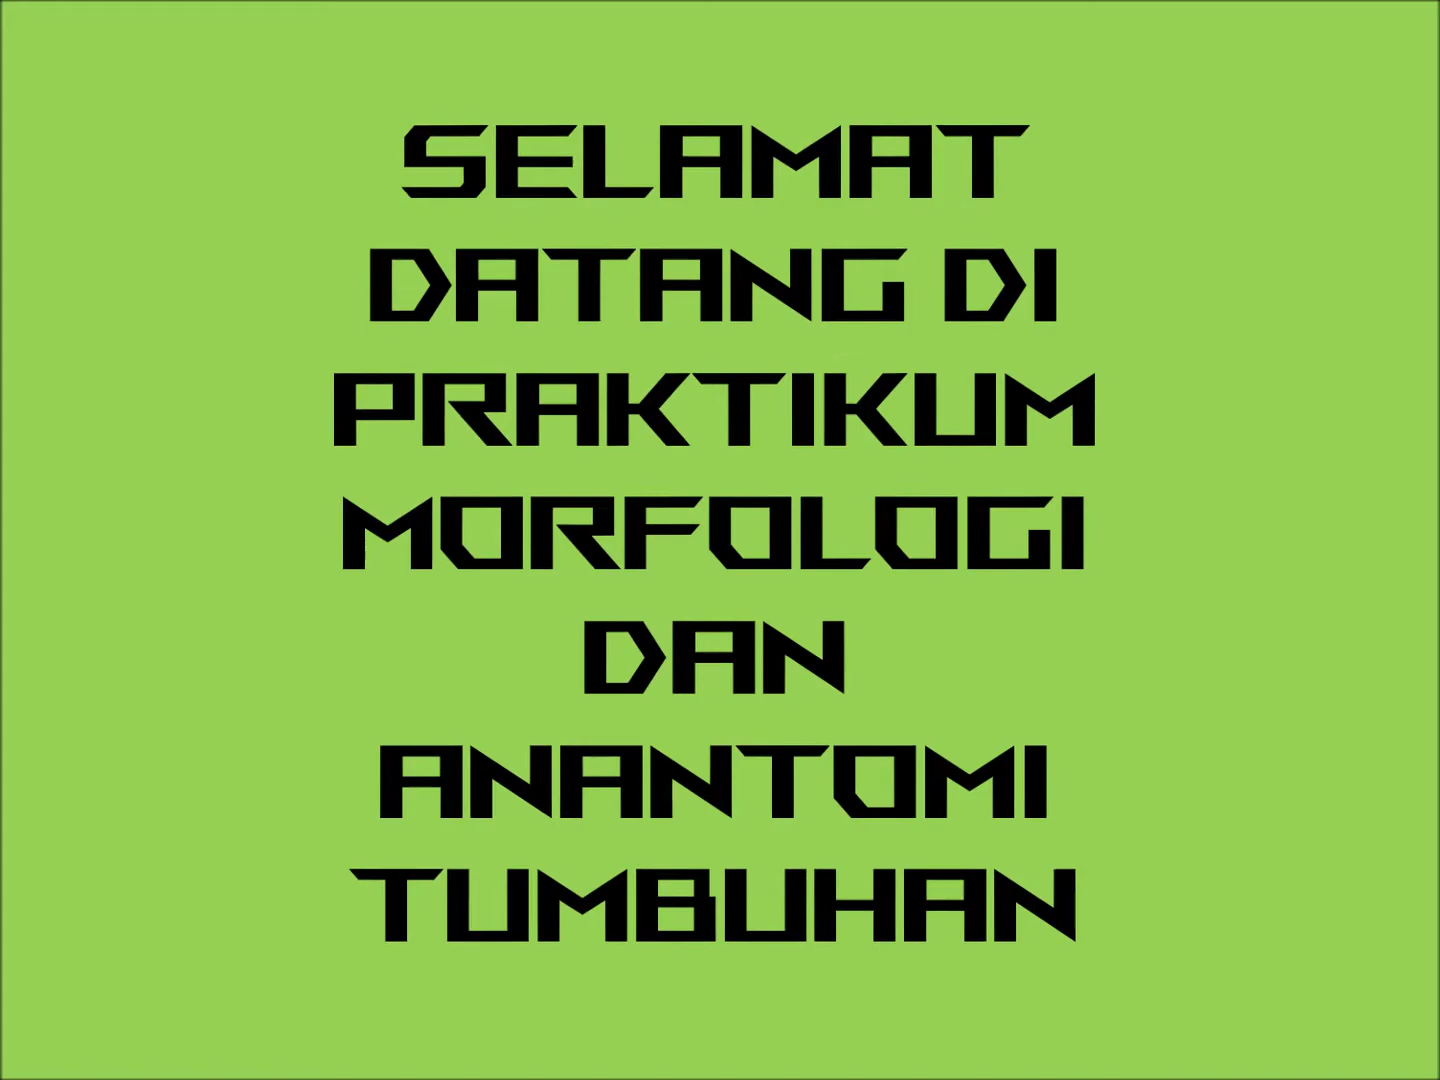 SELAMAT
DATANG DI
PRAKTIKUM
MORFOLOGI
DAN
ANANTOMI
TUMBUHAN